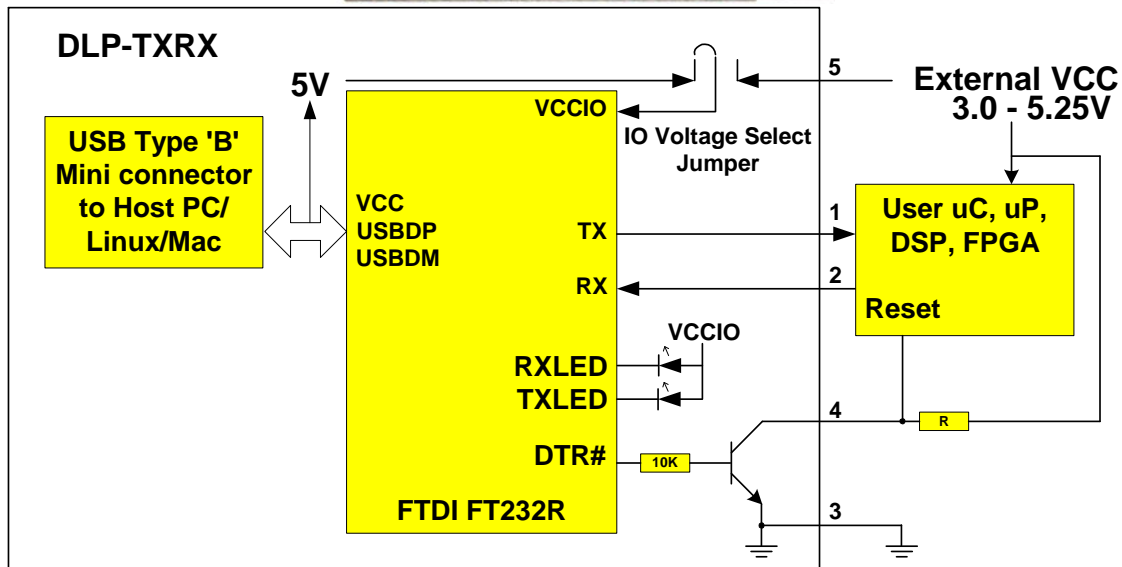 DLP-TXRX
5V
USB Type 'B'
Mini connector
to Host PC/
Linux/Mac
VCCIO
IO Voltage Select
Jumper
5
External VCC
3.0 - 5.25V
VCC
USBDP
USBDM
TX
1
RX
2
User uC, uP,
DSP, FPGA
Reset
VCCIO
RXLED
TXLED
4
R
DTR#
10K
3
FTDI FT232R